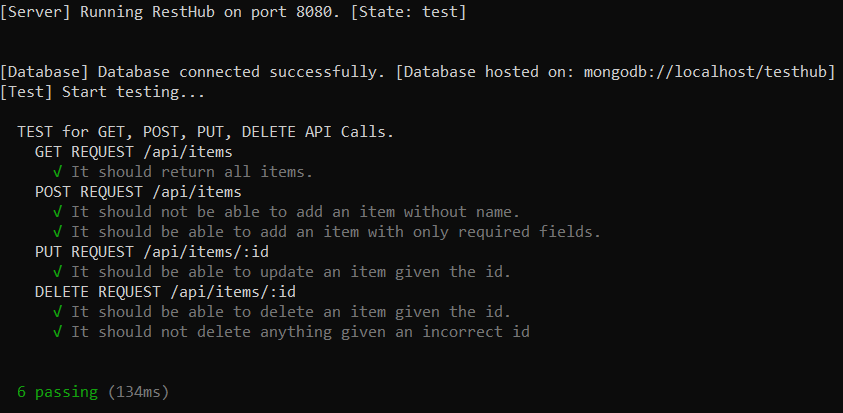 [Server] Running RestHub on port 8080. [State: test]
[Database] Database connected successfully. [Database hosted on: mongodb://localhost/testhub]
[Test] Start testing...
TEST for GET, POST, PUT, DELETE API Calls.
GET REQUEST /api/items
√ It should return all items.
POST REQUEST /api/items
√ It should not be able to add an item without name.
√ It should be able to add an item with only required fields.
PUT REQUEST /api/items/:id
√ It should be able to update an item given the id.
DELETE REQUEST /api/items/:id
√ It should be able to delete an item given the id.
√ It should not delete anything given an incorrect id
6 passing (134ms)